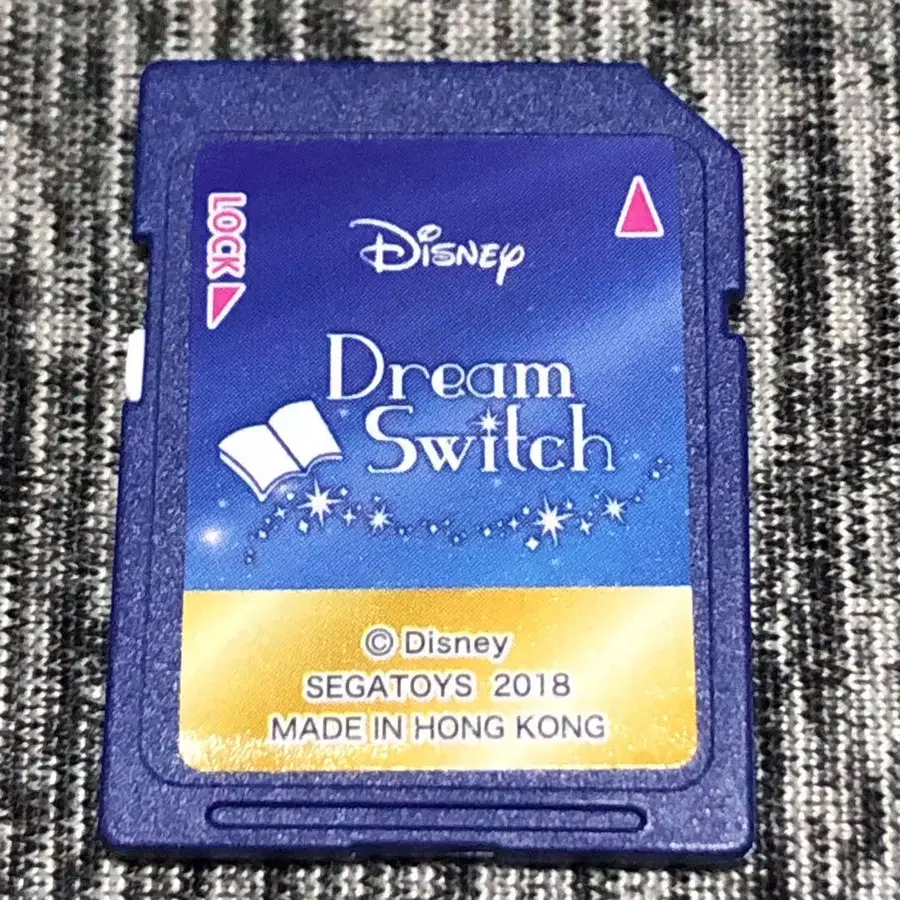 LOCK
Disney
Dream
Switch
© Disney
SEGATOYS 2018
MADE IN HONG KONG